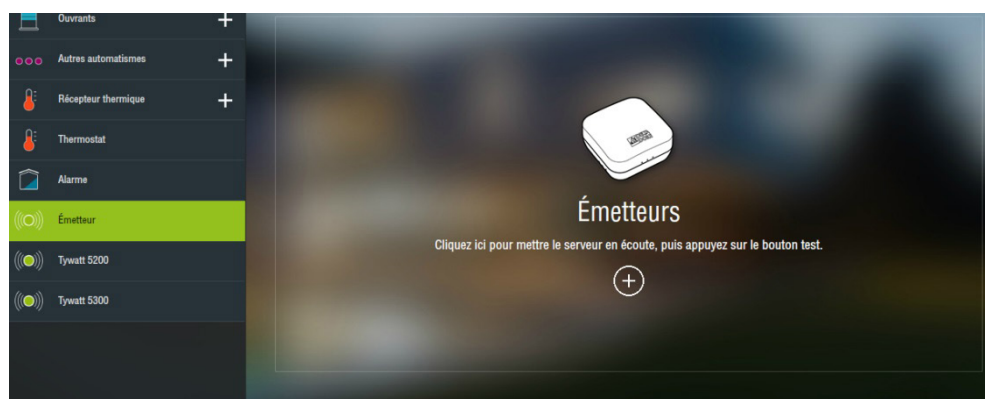 Ouvrants
Autres automatismes
Récepteur thermique
Thermostat
Alarme
Émetteur
Tywatt 5200
Tywatt 5300
Émetteurs
Cliquez ici pour mettre le serveur en écoute, puis appuyez sur le bouton test.